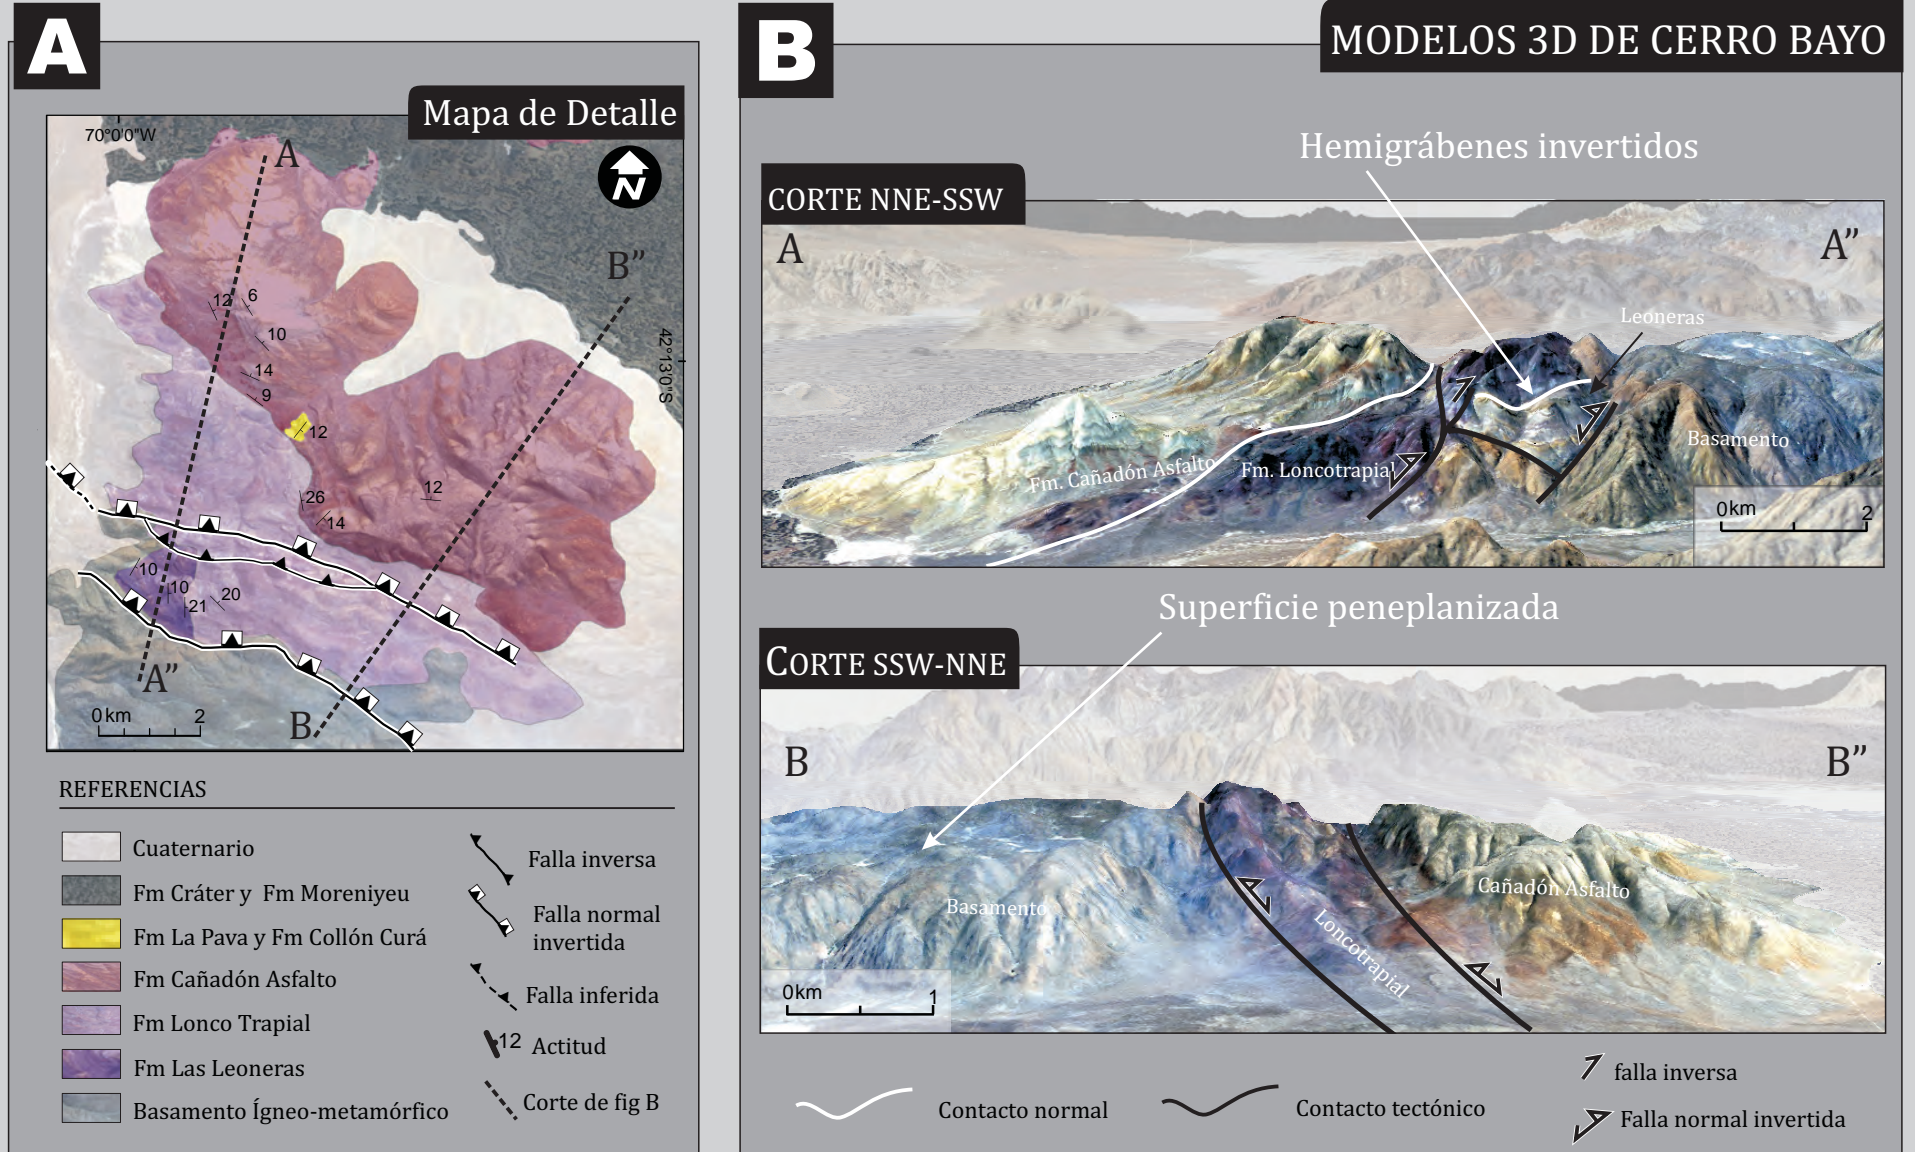 A
Mapa de Detalle
70°0'0"W
N
A
B”
42°13'0"S
12
6
10
14
9
12
26
14
12
10
10
21
20
A”
B
0 km 2
REFERENCIAS
Cuaternario
Fm Cráter y Fm Moreniyeu
Fm La Pava y Fm Collón Curá
Fm Cañadón Asfalto
Fm Lonco Trapial
Fm Las Leoneras
Basamento Ígneo-metamórfico
Falla inversa
Falla normal
invertida
Falla inferida
12 Actitud
Corte de fig B
B
MODELOS 3D DE CERRO BAYO
Hemigrábenes invertidos
CORTE NNE-SSW
A
A”
Leoneras
Basamento
Fm. Cañadón Asfalto
Fm. Loncotrapial
0km 2
Superficie peneplanizada
CORTE SSW-NNE
B
B”
Basamento
Loncotrapial
Cañadón Asfalto
0km 1
Contacto normal
Contacto tectónico
falla inversa
Falla normal invertida